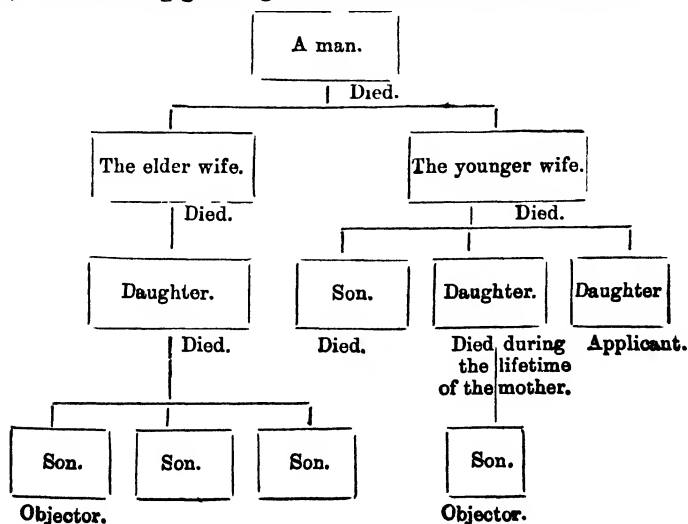 A man.
Died.
The elder wife. The younger wife.
Died. Died.
Daughter. Son. Daughter. Daughter
Died. Died. Died during Applicant.
the lifetime
of the mother.
Son. Son. Son. Son.
Objector. Objector.